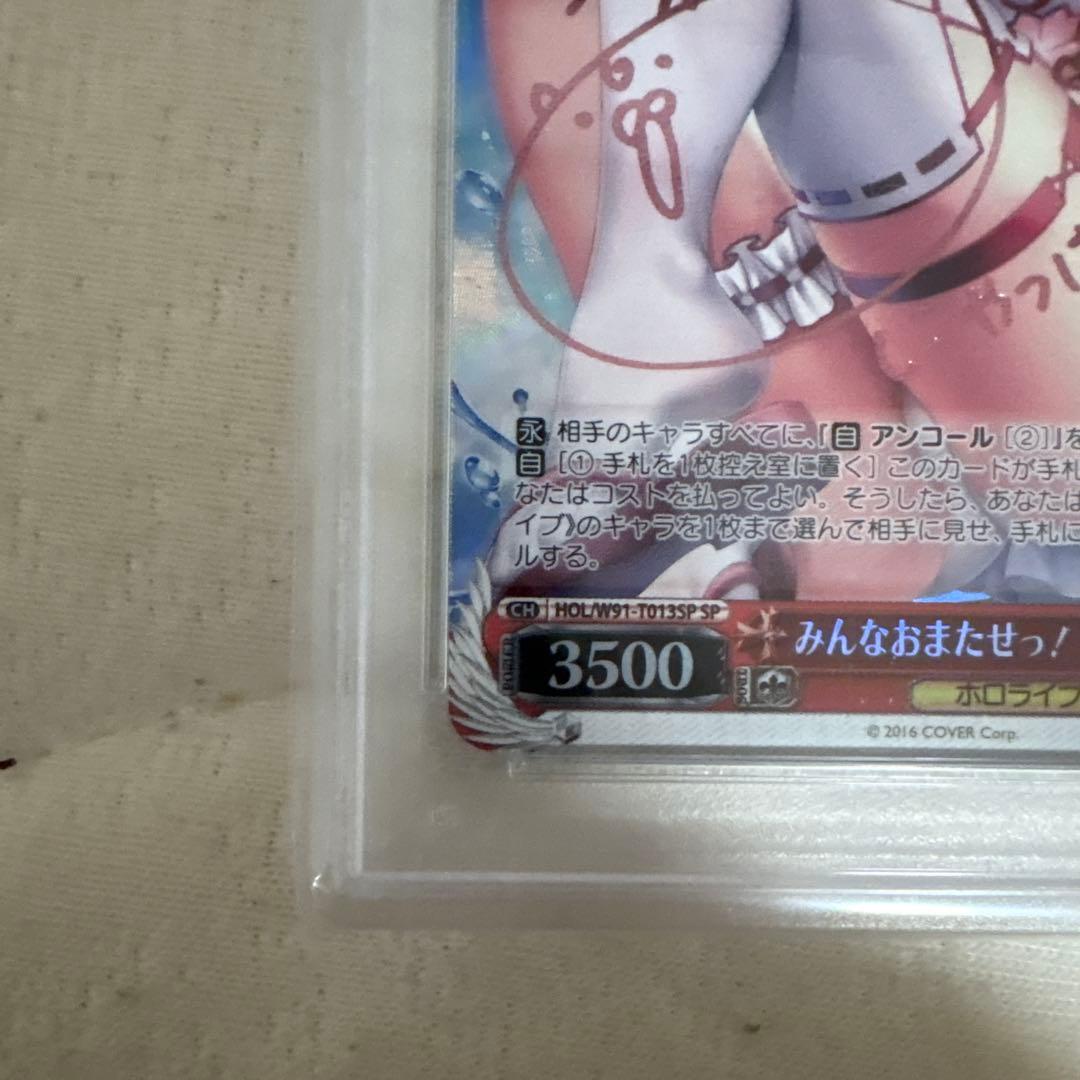 永 相手のキャラすべてに、『自 アンコール [②]』を
自 [① 手札を1枚控え室に置く] このカードが手札
なたはコストを払ってよい。そうしたら、あなたは
イブ》のキャラを1枚まで選んで相手に見せ、手札に
ルする。
CH HOL/W91-T013SP SP
POWER 3500 みんなおまたせっ!
SOUL ホロライブ
© 2016 COVER Corp.